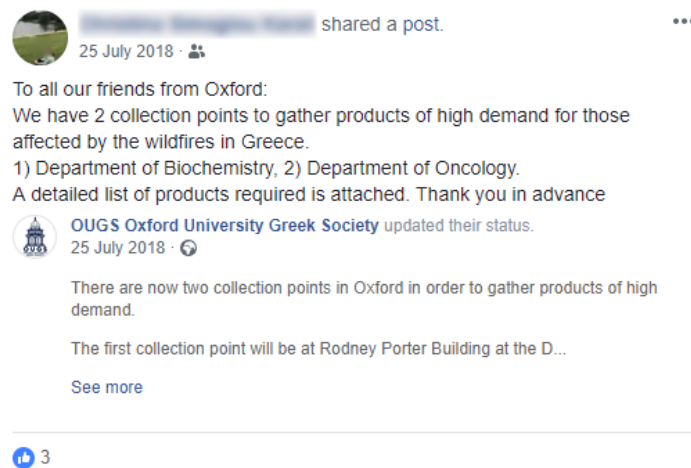 shared a post.
25 July 2018 ·
To all our friends from Oxford:
We have 2 collection points to gather products of high demand for those
affected by the wildfires in Greece.
1) Department of Biochemistry, 2) Department of Oncology.
A detailed list of products required is attached. Thank you in advance
OUGS Oxford University Greek Society updated their status.
25 July 2018 ·
There are now two collection points in Oxford in order to gather products of high
demand.
The first collection point will be at Rodney Porter Building at the D...
See more
3